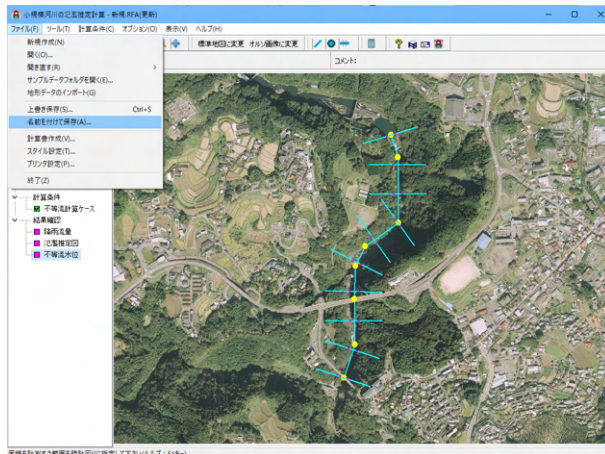 小規模河川の氾濫推定計算 - 新規.RFA(更新)
ファイル(F) ツール(T) 計算条件(C) オプション(O) 表示(V) ヘルプ(H)
標準地図に変更 オルソ画像に変更
コメント:
新規作成(N)
開く(O)...
開き直す(R)
サンプルデータフォルダを開く(E)...
地形データのインポート(G)
上書き保存(S)... Ctrl+S
名前を付けて保存(A)...
計算書作成(V)...
スタイル設定(T)...
プリンタ設定(P)...
終了(Z)
計算条件
不等流計算ケース
結果確認
降雨流量
氾濫推定図
不等流水位